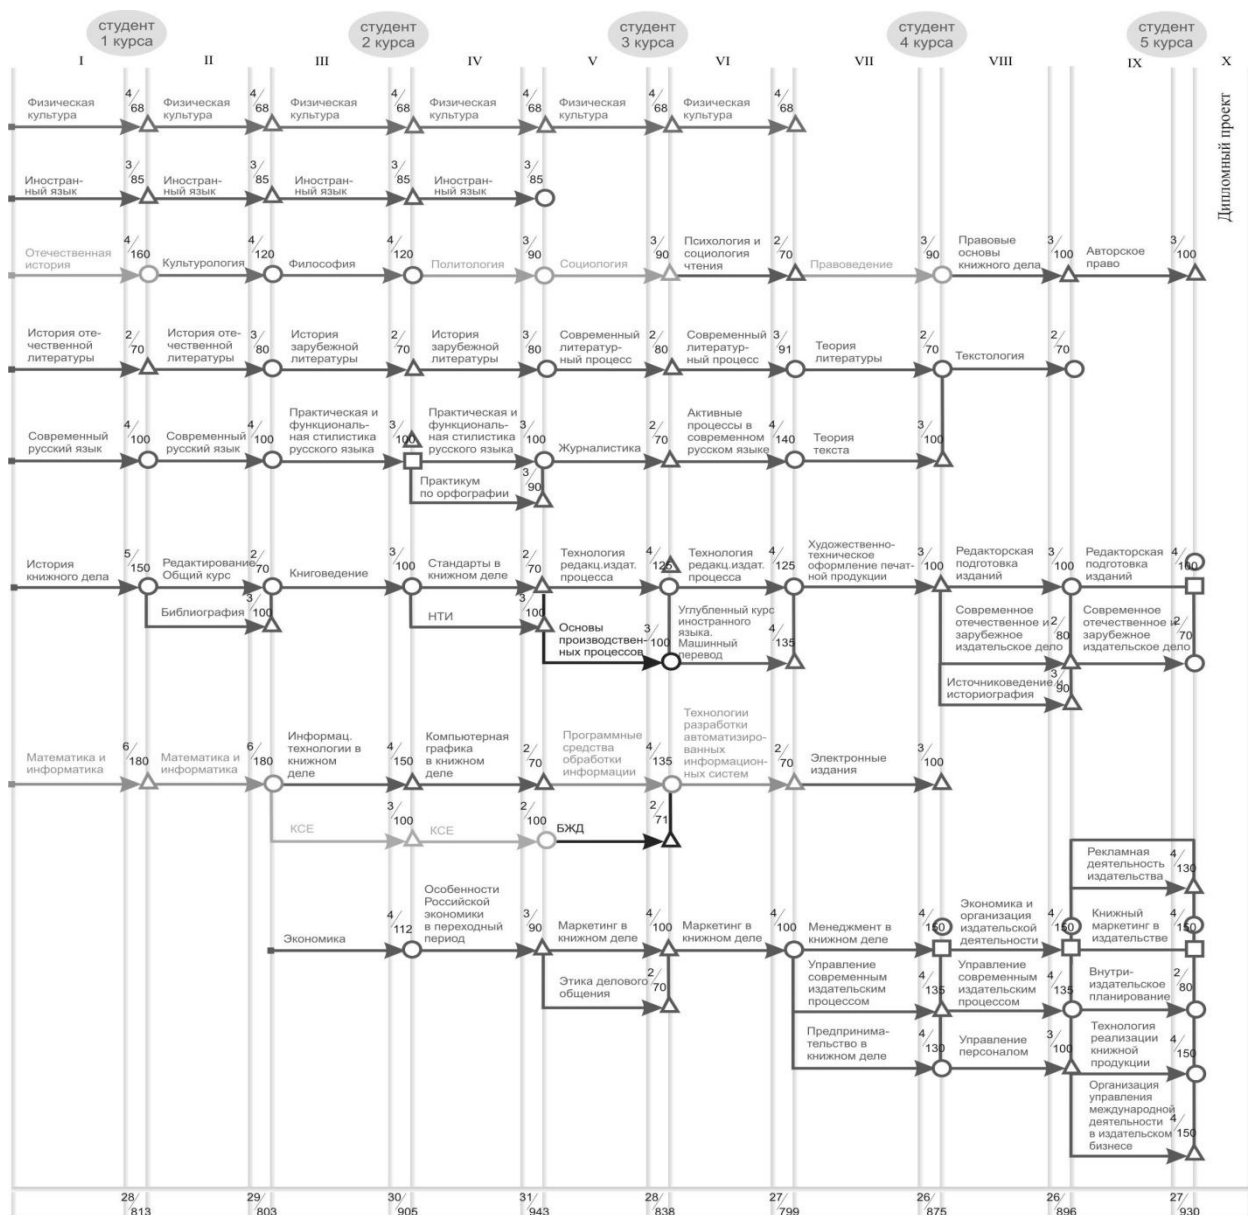 студент
1 курса
студент
2 курса
студент
3 курса
студент
4 курса
студент
5 курса
I
II
III
IV
V
VI
VII
VIII
IX
X
Дипломный проект
Физическая
культура
4/68
Физическая
культура
4/68
Физическая
культура
4/68
Физическая
культура
4/68
Физическая
культура
4/68
Физическая
культура
4/68
Иностран-
ный язык
3/85
Иностран-
ный язык
3/85
Иностран-
ный язык
3/85
Иностран-
ный язык
3/85
Отечественная
история
4/160
Культурология
4/120
Философия
4/120
Политология
3/90
Социология
3/90
Психология и
социология
чтения
2/70
Правоведение
3/90
Правовые
основы
книжного дела
3/100
Авторское
право
3/100
История оте-
чественной
литературы
2/70
История оте-
чественной
литературы
3/80
История
зарубежной
литературы
2/70
История
зарубежной
литературы
3/80
Современный
литератур-
ный процесс
2/80
Современный
литератур-
ный процесс
3/91
Теория
литературы
2/70
Текстология
2/70
Современный
русский язык
4/100
Современный
русский язык
4/100
Практическая и
функциональ-
ная стилистика
русского языка
3/100
Практическая и
функциональ-
ная стилистика
русского языка
3/100
Журналистика
2/70
Активные
процессы в
современном
русском языке
4/140
Теория
текста
3/100
Практикум
по орфографии
3/90
История
книжного дела
5/150
Редактирование.
Общий курс
2/70
Книговедение
3/100
Стандарты в
книжном деле
2/70
Технология
редакц.издат.
процесса
4/125
Технология
редакц.издат.
процесса
4/125
Художественно-
техническое
оформление печат-
ной продукции
3/100
Редакторская
подготовка
изданий
3/100
Редакторская
подготовка
изданий
4/100
Библиография
3/100
НТИ
3/100
Основы
производствен-
ных процессов
3/100
Углубленный курс
иностранного
языка.
Машинный
перевод
4/135
Современное
отечественное и
зарубежное
издательское дело
2/80
Современное
отечественное и
зарубежное
издательское дело
2/70
Источниковедение и
историография
3/90
Математика и
информатика
6/180
Математика и
информатика
6/180
Информац.
технологии в
книжном
деле
4/150
Компьютерная
графика
в книжном
деле
2/70
Программные
средства
обработки
информации
4/135
Технологии
разработки
автоматизиро-
ванных
информацион-
ных систем
2/70
Электронные
издания
3/100
КСЕ
3/100
КСЕ
2/100
БЖД
2/71
Рекламная
деятельность
издательства
4/130
Экономика
4/112
Особенности
Российской
экономики
в переходный
период
3/90
Маркетинг в
книжном деле
4/100
Маркетинг в
книжном деле
4/100
Менеджмент в
книжном деле
4/150
Экономика и
организация
издательской
деятельности
4/150
Книжный
маркетинг в
издательстве
4/150
Этика делового
общения
2/70
Управление
современным
издательским
процессом
4/135
Управление
современным
издательским
процессом
4/135
Внутри-
издательское
планирование
2/80
Предпринима-
тельство в
книжном деле
4/130
Управление
персоналом
3/100
Технология
реализации
книжной
продукции
4/150
Организация
управления
международной
деятельности
в издательском
бизнесе
4/150
28/813
29/803
30/905
31/943
28/838
27/799
26/875
26/896
27/930